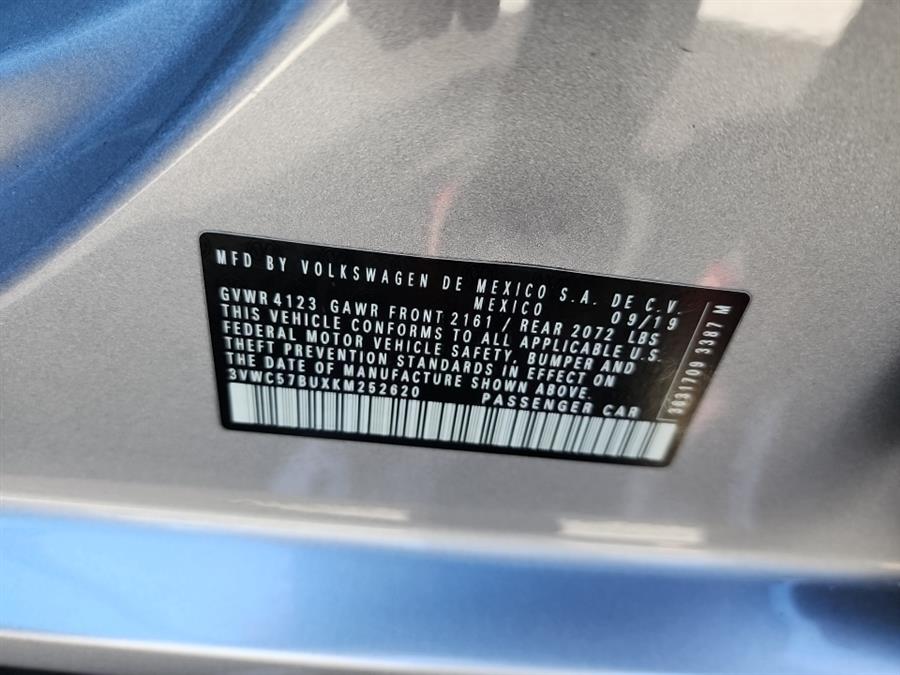 MFD BY VOLKSWAGEN DE MEXICO S.A. DE C.V.
MEXICO 09/19
GVWR 4123 GAWR FRONT 2161 / REAR 2072 LBS
THIS VEHICLE CONFORMS TO ALL APPLICABLE U.S.
FEDERAL MOTOR VEHICLE SAFETY, BUMPER AND
THEFT PREVENTION STANDARDS IN EFFECT ON
THE DATE OF MANUFACTURE SHOWN ABOVE.
3VWC57BUXKM252620 PASSENGER CAR
3631709 3387 M